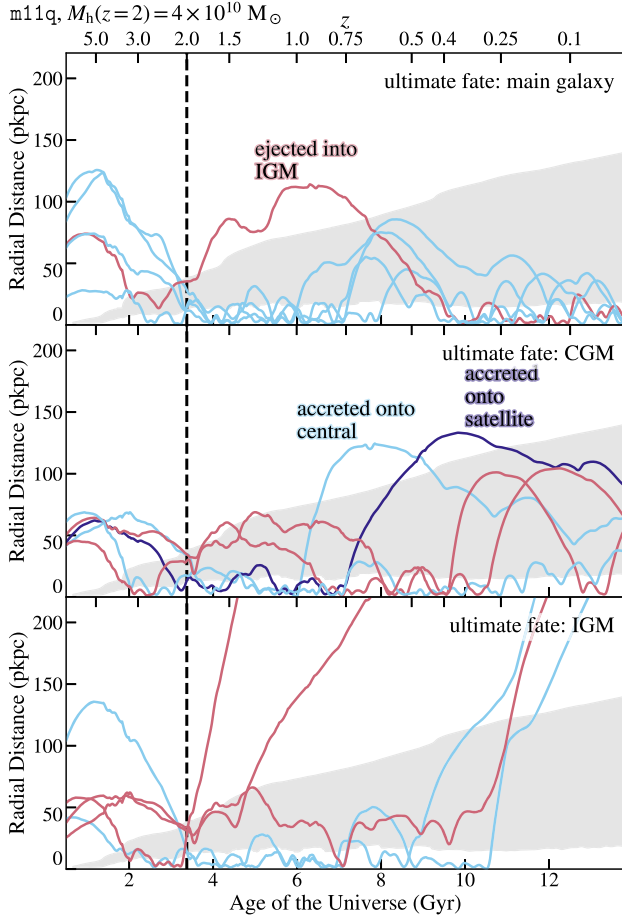 m11q, M_h(z=2)=4×10^10 M_⊙
z
5.0 3.0 2.0 1.5 1.0 0.75 0.5 0.4 0.25 0.1
200
150
100
50
0
Radial Distance (pkpc)
ultimate fate: main galaxy
ejected into
IGM
200
150
100
50
0
Radial Distance (pkpc)
ultimate fate: CGM
accreted onto
central
accreted
onto
satellite
200
150
100
50
0
Radial Distance (pkpc)
ultimate fate: IGM
2 4 6 8 10 12
Age of the Universe (Gyr)